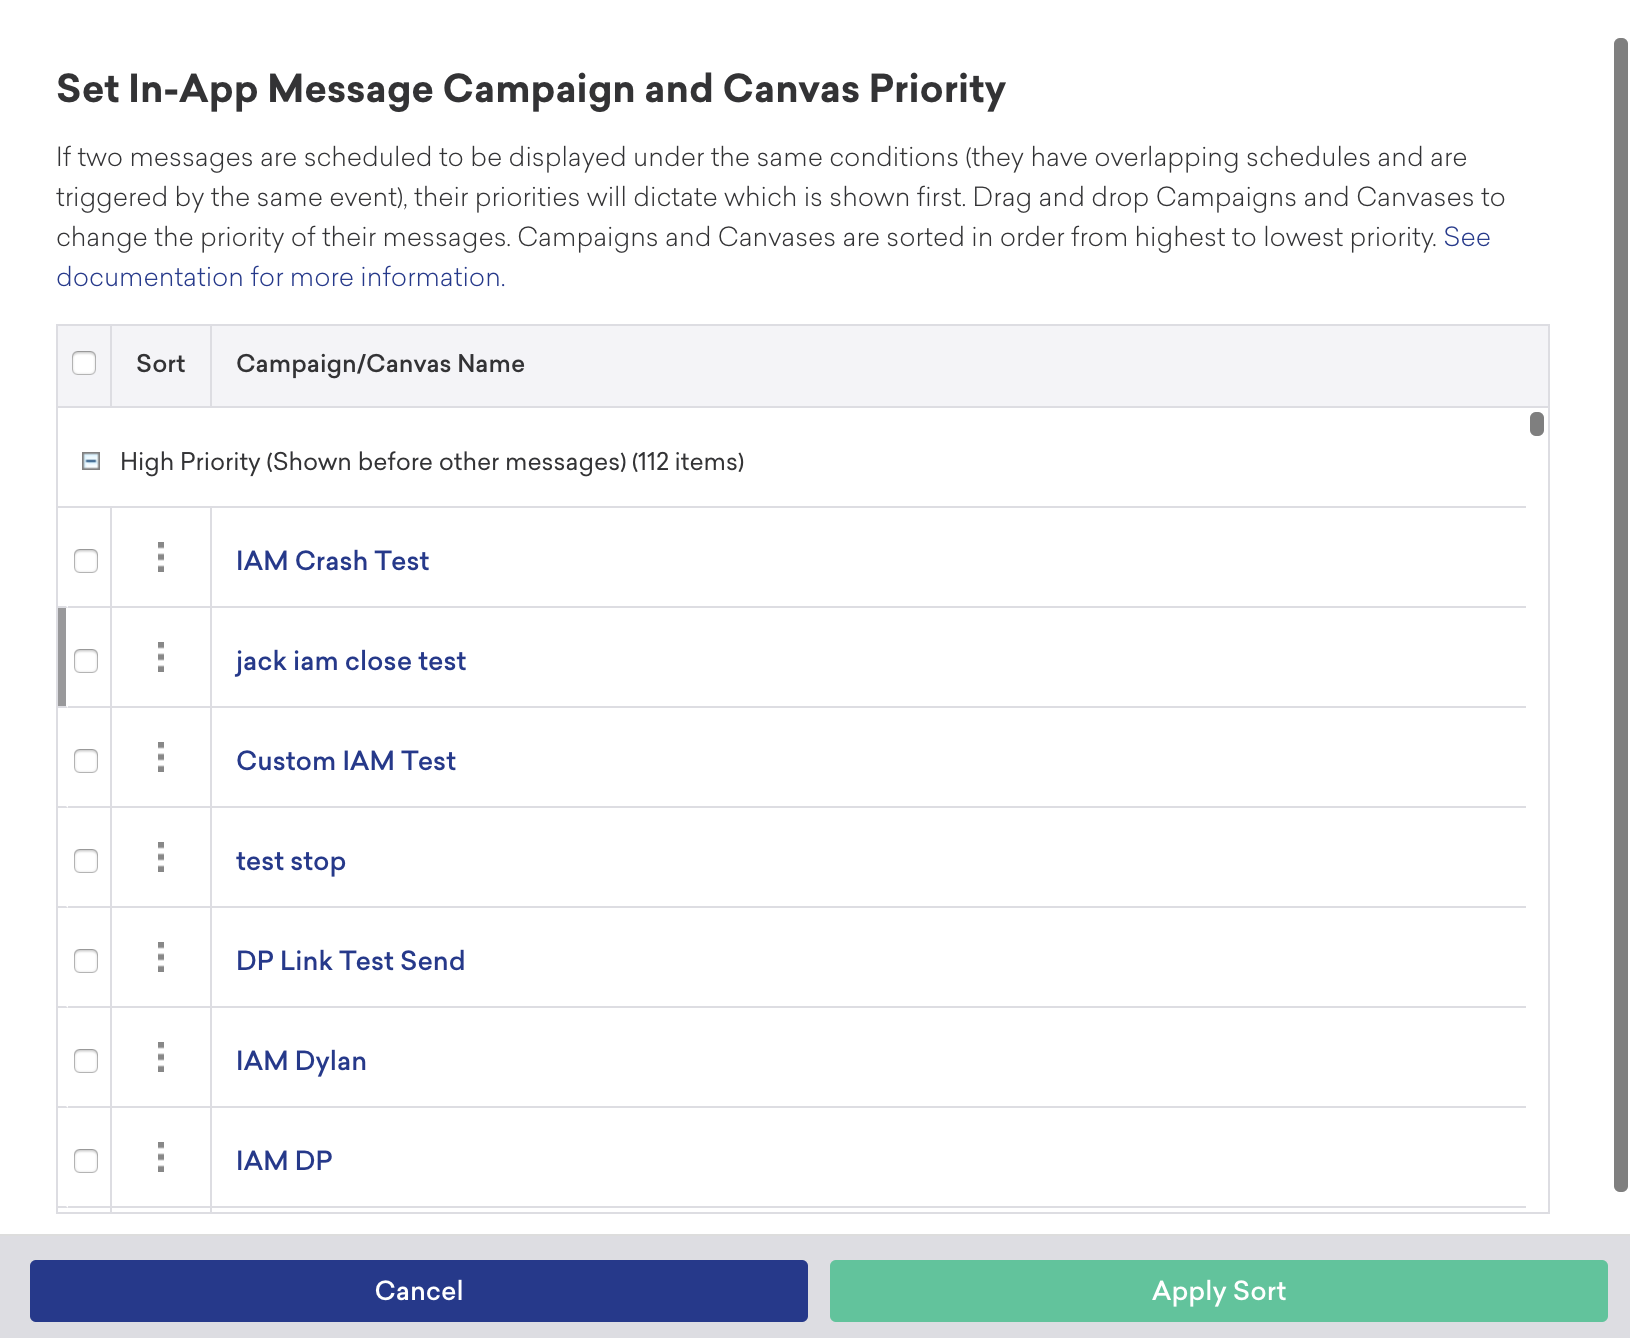 Set In-App Message Campaign and Canvas Priority
If two messages are scheduled to be displayed under the same conditions (they have overlapping schedules and are
triggered by the same event), their priorities will dictate which is shown first. Drag and drop Campaigns and Canvases to
change the priority of their messages. Campaigns and Canvases are sorted in order from highest to lowest priority. See
documentation for more information.
Sort Campaign/Canvas Name
High Priority (Shown before other messages) (112 items)
IAM Crash Test
jack iam close test
Custom IAM Test
test stop
DP Link Test Send
IAM Dylan
IAM DP
Cancel Apply Sort